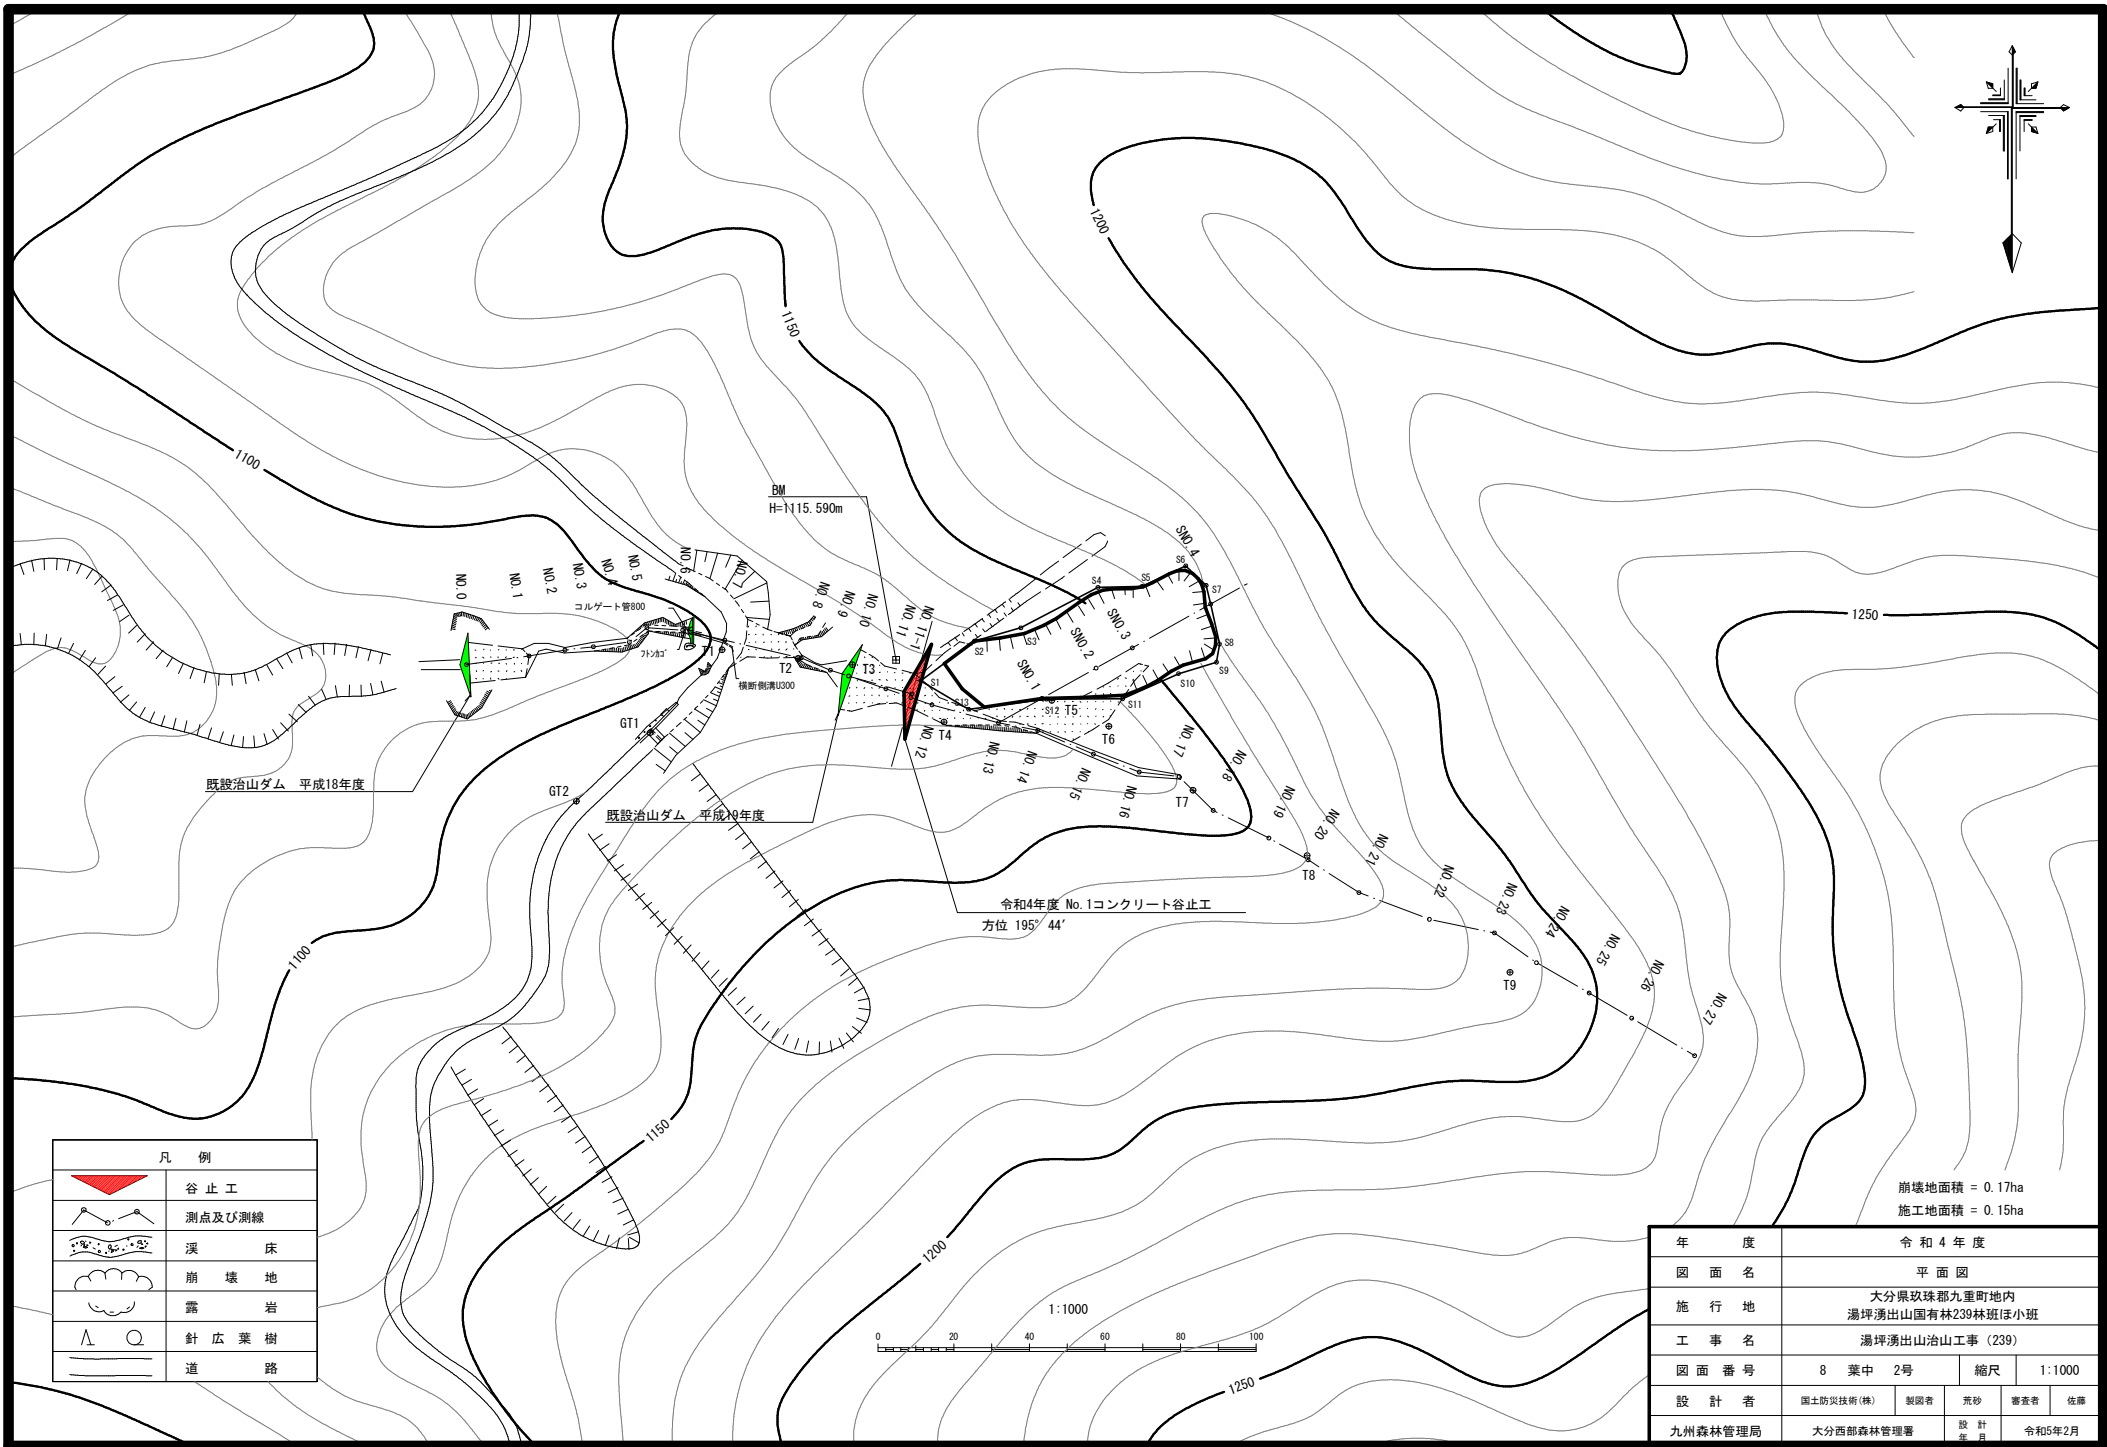 1200
1150
1100
BM
H=1115.590m
SNO.4
S6
S5
S4
S7
NO.0
NO.1
NO.2
NO.3
NO.4
NO.5
NO.6
NO.7
NO.8
NO.9
NO.10
NO.11
NO.11-1
コルゲート管800
フトンカゴ
T1
T2
T3
横断側溝U300
S1
S2
S3
SNO.3
SNO.2
SNO.1
S8
S9
S10
S11
S12
S13
T5
T4
T6
1250
GT1
GT2
NO.12
NO.13
NO.14
NO.15
NO.16
NO.17
NO.18
NO.19
NO.20
NO.21
NO.22
NO.23
NO.24
NO.25
NO.26
NO.27
T7
T8
T9
既設治山ダム 平成18年度
既設治山ダム 平成19年度
令和4年度 No.1コンクリート谷止工
方位 195° 44′
1100
1150
1200
1250
凡 例
谷 止 工
測点及び測線
渓 床
崩 壊 地
露 岩
針 広 葉 樹
道 路
1:1000
0 20 40 60 80 100
崩壊地面積 = 0.17ha
施工地面積 = 0.15ha
年 度 令 和 4 年 度
図 面 名 平 面 図
施 行 地 大分県玖珠郡九重町地内
湯坪湧出山国有林239林班ほ小班
工 事 名 湯坪湧出山治山工事（239）
図 面 番 号 8 葉中 2号 縮尺 1:1000
設 計 者 国土防災技術(株) 製図者 荒砂 審査者 佐藤
九州森林管理局 大分西部森林管理署 設 計 年 月 令和5年2月